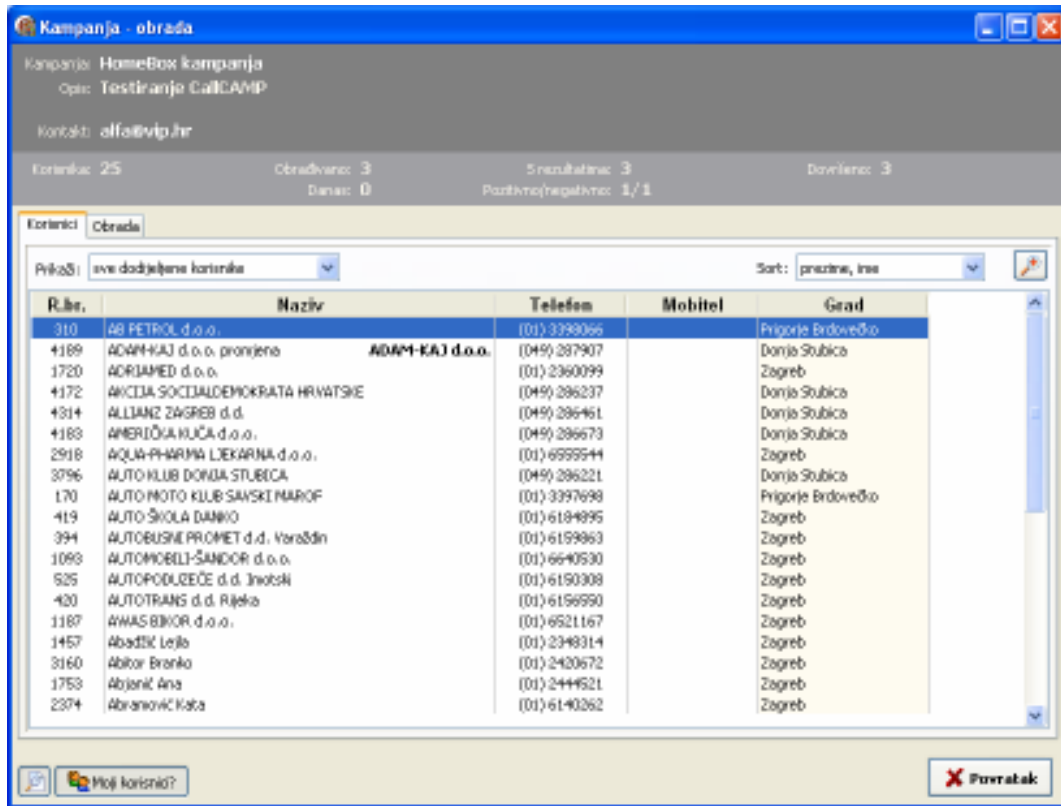 Kampanja - obrada
Kampanja: HomeBox kampanja
Opis: Testiranje CallCAMP
Kontakt: alfa@vip.hr
Korisnika: 25 Obrađivano: 3 S rezultatima: 3 Dovršeno: 3
Danas: 0 Pozitivno/negativno: 1/1
Korisnici Obrada
Prikaži: sve dodijeljene korisnike Sort: prezime, ime
R.br. Naziv Telefon Mobitel Grad
310 AB PETROL d.o.o. (01) 3398066 Prigorje Brdovečko
4189 ADAM-KAJ d.o.o. promjena ADAM-KAJ d.o.o. (049) 287907 Donja Stubica
1720 ADRIAMED d.o.o. (01) 2360099 Zagreb
4172 AKCIJA SOCIJALDEMOKRATA HRVATSKE (049) 286237 Donja Stubica
4314 ALLIANZ ZAGREB d.d. (049) 286461 Donja Stubica
4183 AMERIČKA KUĆA d.o.o. (049) 286673 Donja Stubica
2918 AQUA-PHARMA LJEKARNA d.o.o. (01) 6555544 Zagreb
3796 AUTO KLUB DONJA STUBICA (049) 286221 Donja Stubica
170 AUTO MOTO KLUB SAVSKI MAROF (01) 3397698 Prigorje Brdovečko
419 AUTO ŠKOLA DANKO (01) 6184895 Zagreb
394 AUTOBUSNI PROMET d.d. Varaždin (01) 6159863 Zagreb
1093 AUTOMOBILI-ŠANDOR d.o.o. (01) 6640530 Zagreb
525 AUTOPODUZEĆE d.d. Imotski (01) 6150308 Zagreb
420 AUTOTRANS d.d. Rijeka (01) 6156550 Zagreb
1187 AWAS BIKOR d.o.o. (01) 6521167 Zagreb
1457 Abadžić Lejla (01) 2348314 Zagreb
3160 Abitor Branko (01) 2420672 Zagreb
1753 Abjanić Ana (01) 2444521 Zagreb
2374 Abramović Kata (01) 6140262 Zagreb
Moji korisnici? Povratak